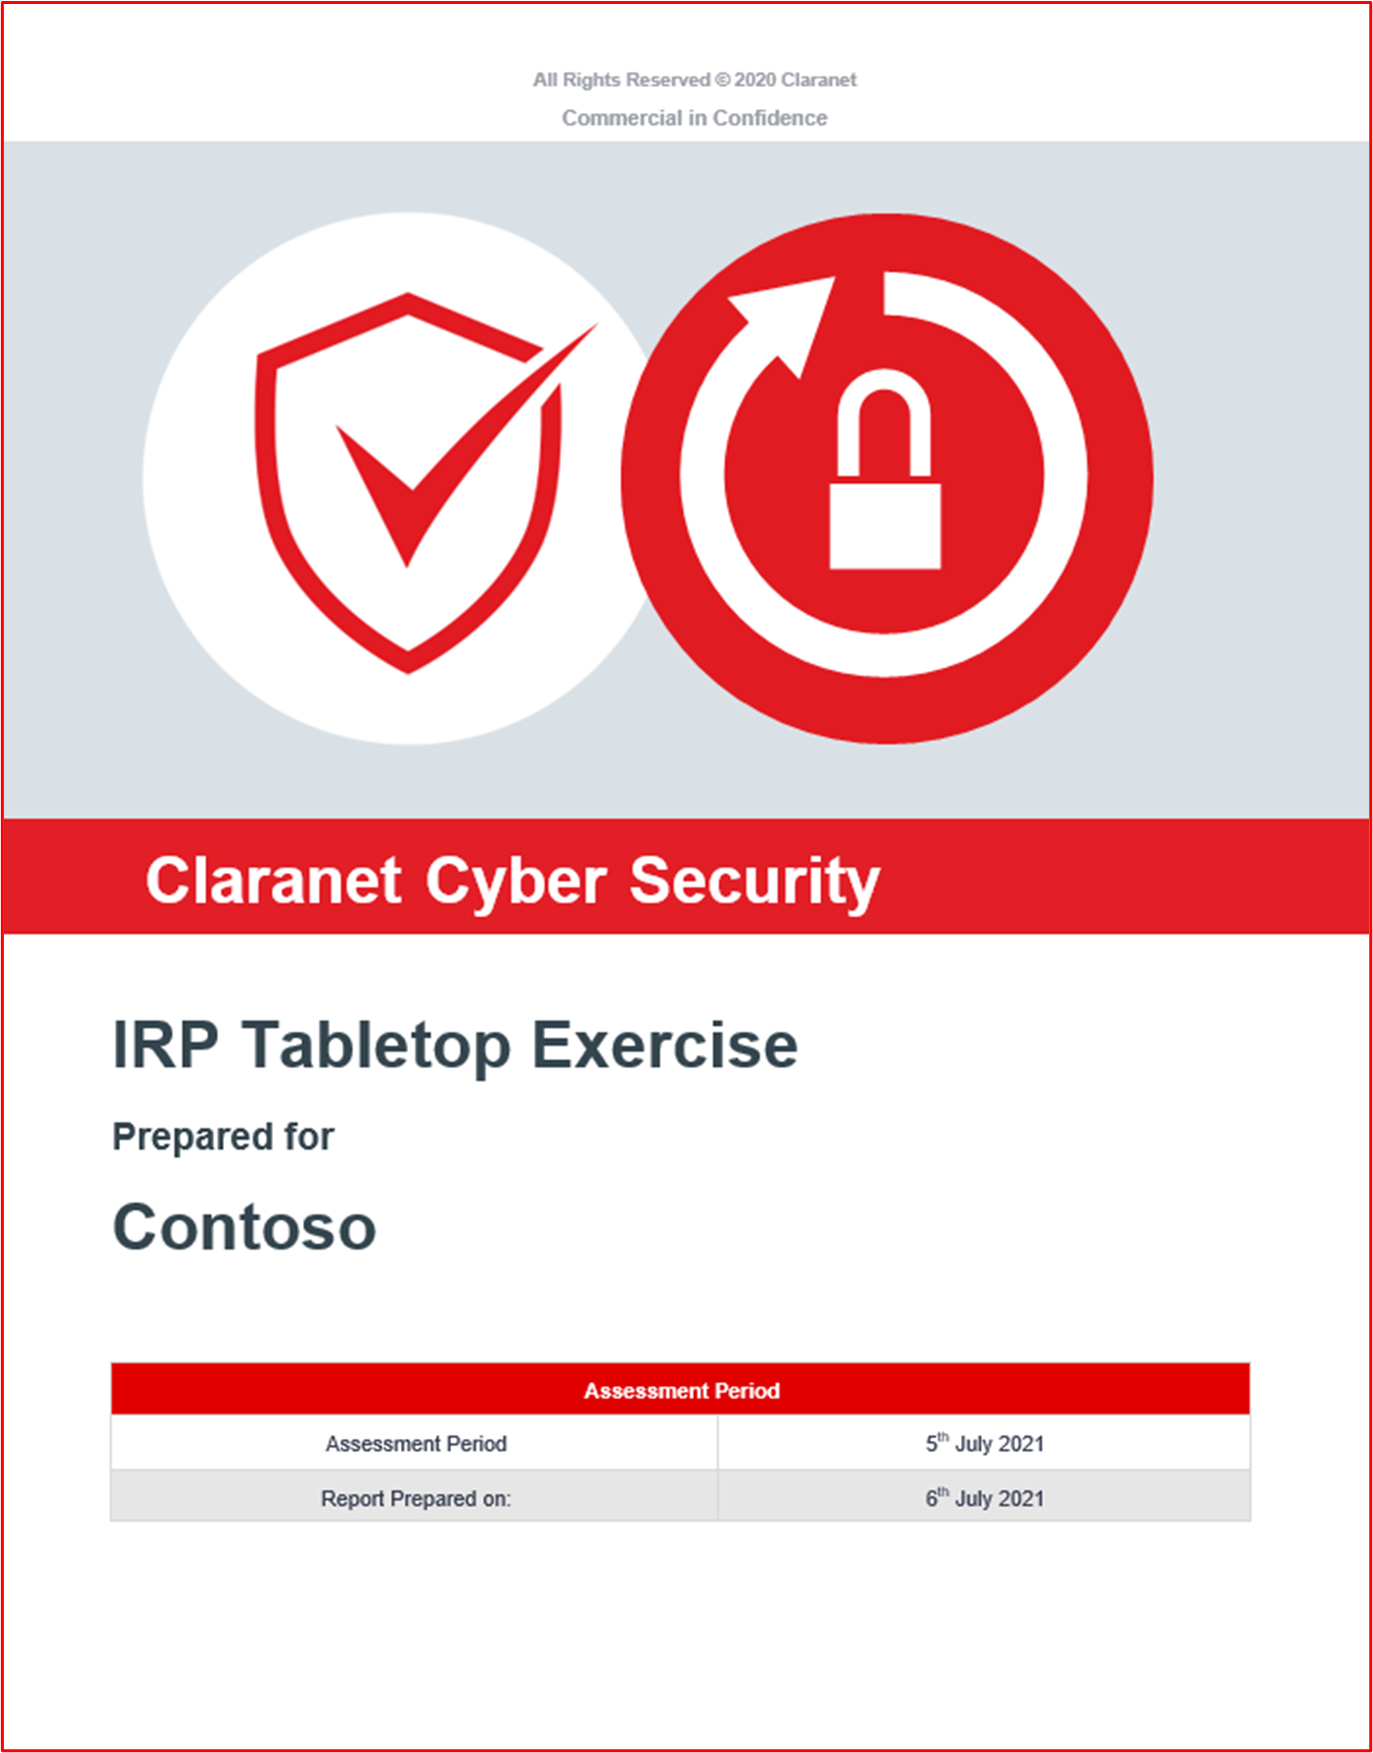 All Rights Reserved © 2020 Claranet
Commercial in Confidence
Claranet Cyber Security
IRP Tabletop Exercise
Prepared for
Contoso
Assessment Period
Assessment Period 5th July 2021
Report Prepared on: 6th July 2021